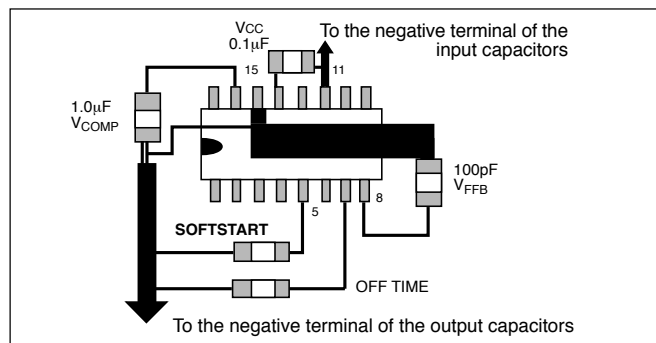 VCC
0.1μF
To the negative terminal of the
input capacitors
15
11
1.0μF
VCOMP
100pF
VFFB
5
8
SOFTSTART
OFF TIME
To the negative terminal of the output capacitors